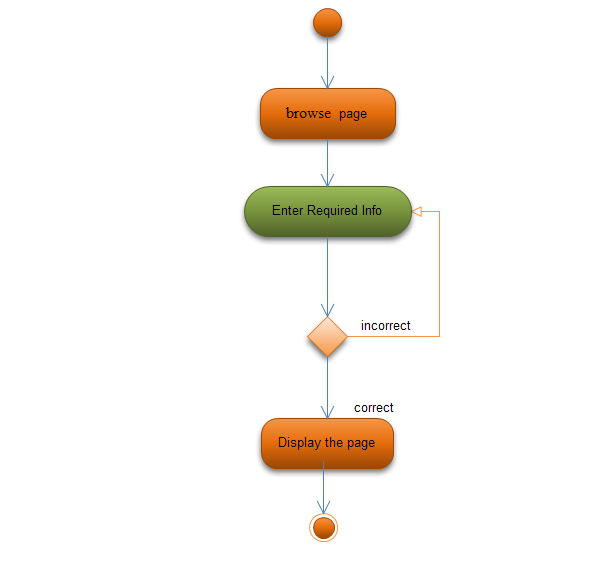 browse page
Enter Required Info
incorrect
correct
Display the page